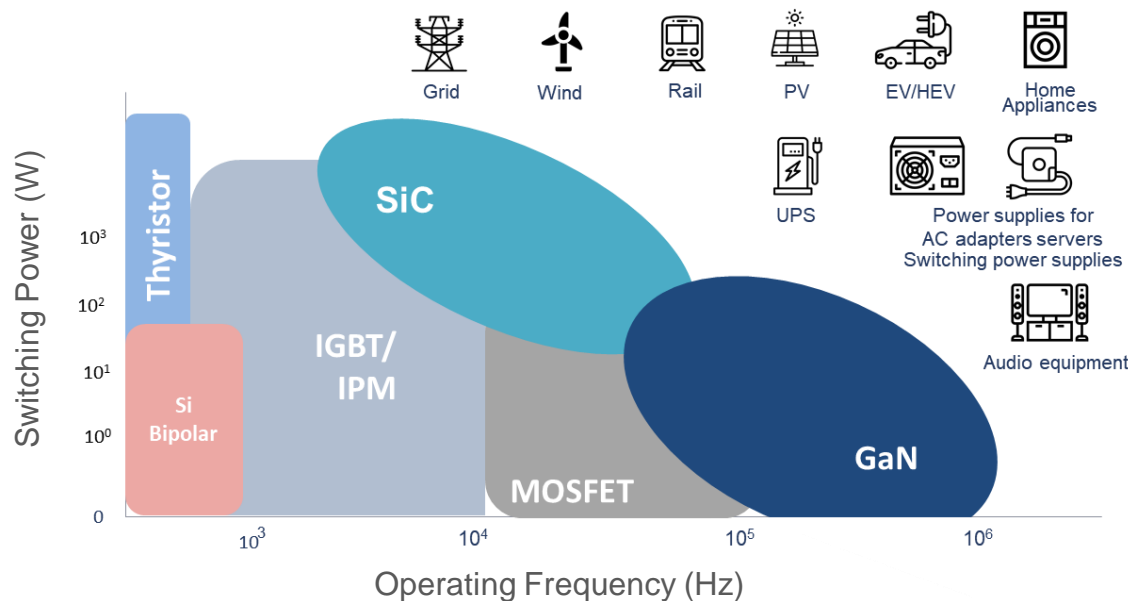 Grid
Wind
Rail
PV
EV/HEV
Home
Appliances
UPS
Power supplies for
AC adapters servers
Switching power supplies
Audio equipment
Switching Power (W)
10³
10²
10¹
10⁰
0
Thyristor
Si
Bipolar
IGBT/
IPM
SiC
MOSFET
GaN
10³
10⁴
10⁵
10⁶
Operating Frequency (Hz)